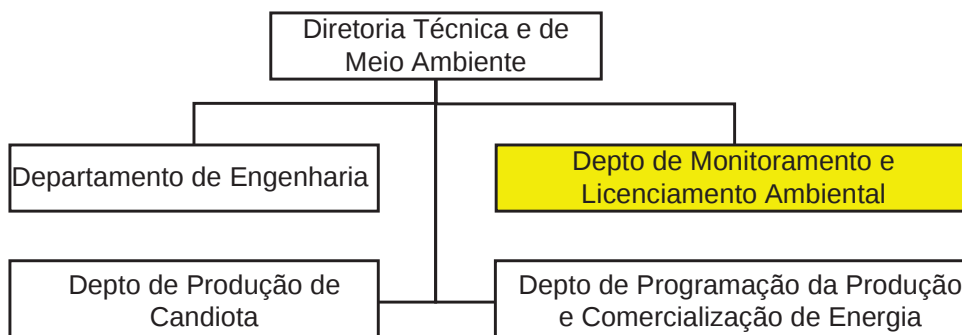 Diretoria Técnica e de
Meio Ambiente
Departamento de Engenharia
Depto de Monitoramento e
Licenciamento Ambiental
Depto de Produção de
Candiota
Depto de Programação da Produção
e Comercialização de Energia